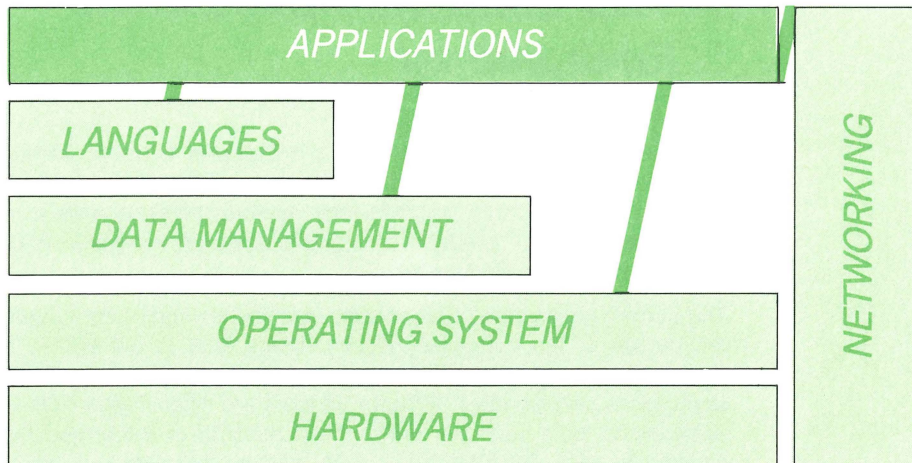 APPLICATIONS
LANGUAGES
DATA MANAGEMENT
OPERATING SYSTEM
HARDWARE
NETWORKING